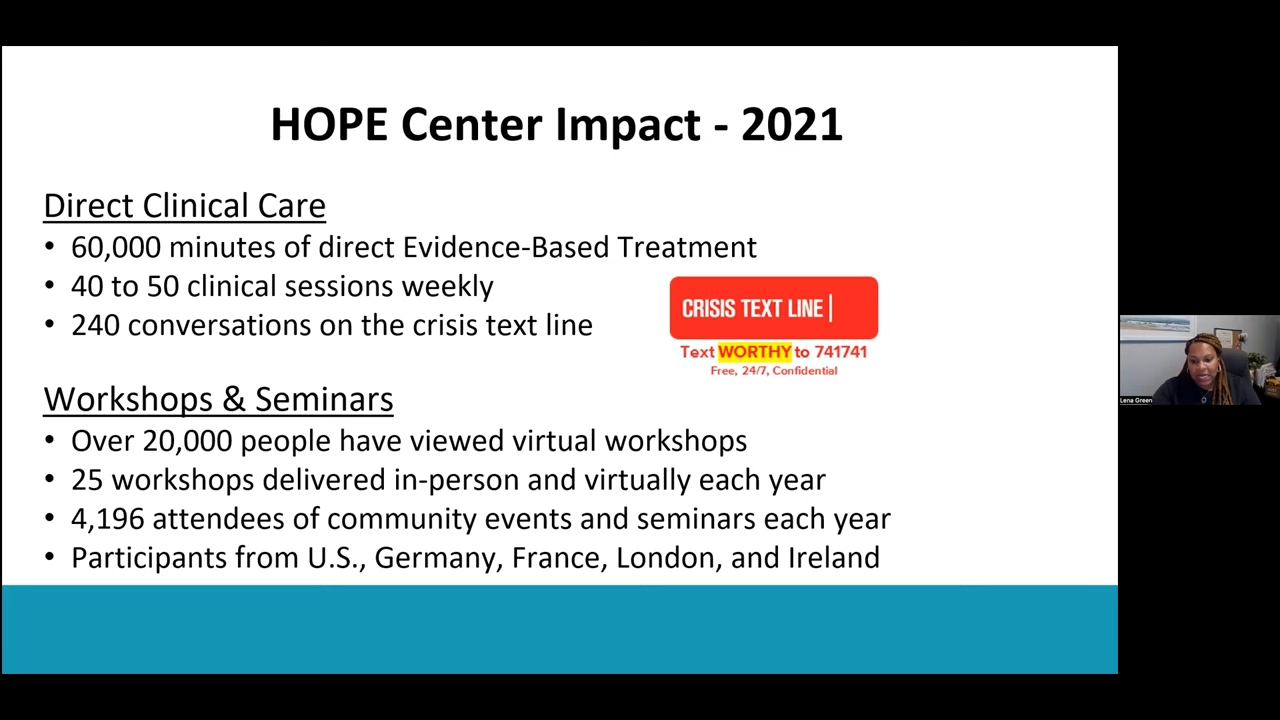 HOPE Center Impact - 2021
Direct Clinical Care
• 60,000 minutes of direct Evidence-Based Treatment
• 40 to 50 clinical sessions weekly
• 240 conversations on the crisis text line
CRISIS TEXT LINE |
Text WORTHY to 741741
Free, 24/7, Confidential
Workshops & Seminars
• Over 20,000 people have viewed virtual workshops
• 25 workshops delivered in-person and virtually each year
• 4,196 attendees of community events and seminars each year
• Participants from U.S., Germany, France, London, and Ireland
Lena Green